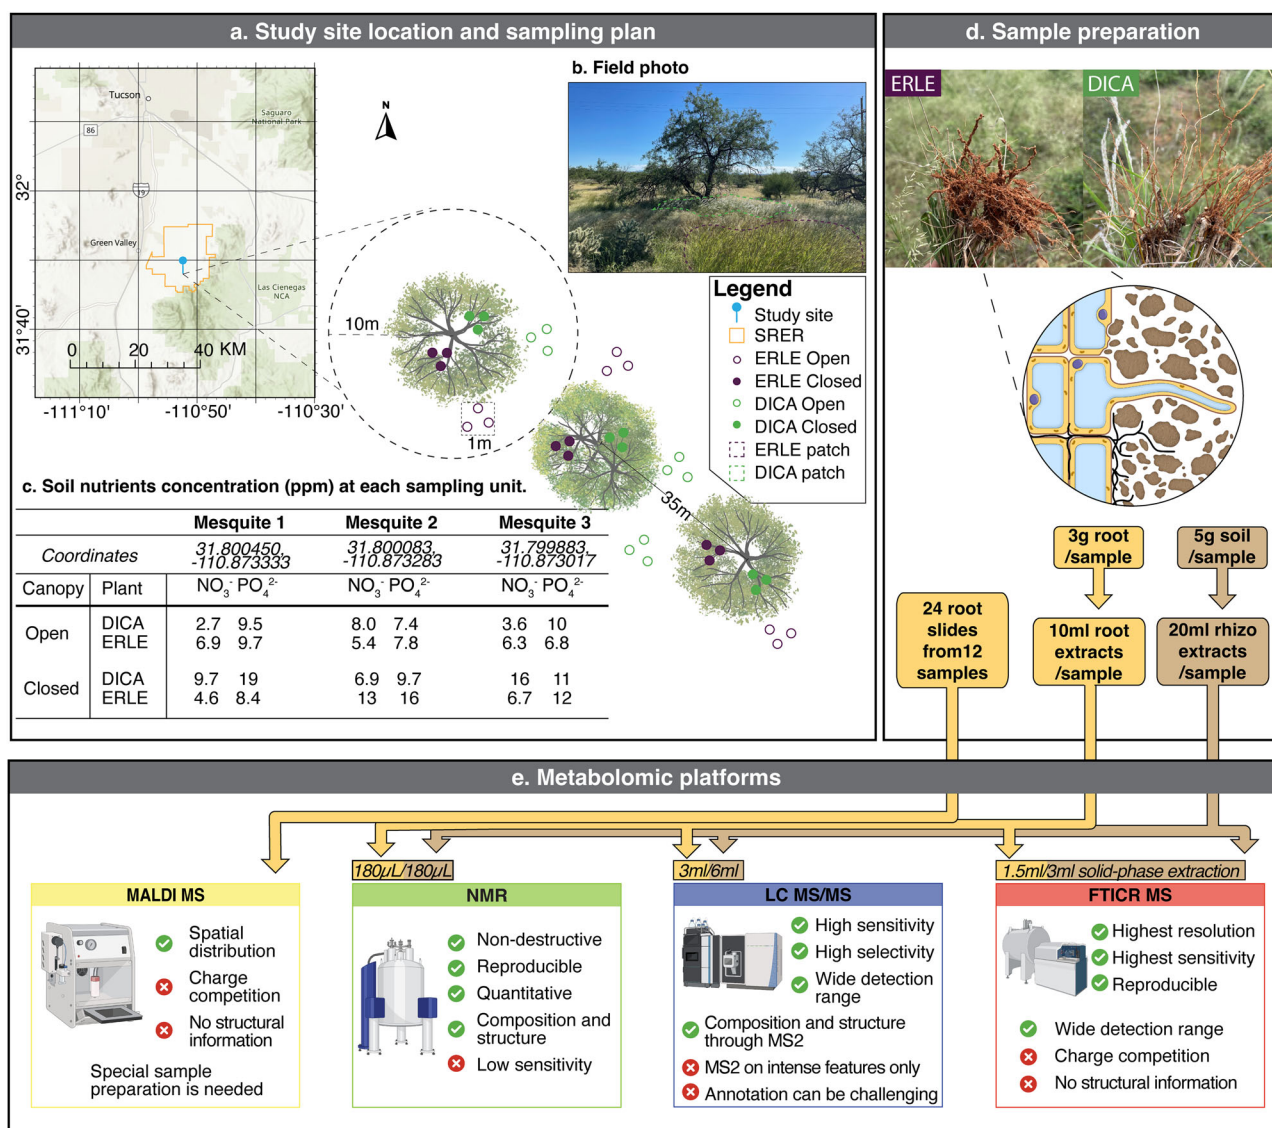 a. Study site location and sampling plan
Tucson
86
19
Saguaro
National Park
Green Valley
Las Cienegas
NCA
32°
31°40'
0 20 40 KM
-111°10' -110°50' -110°30'
N
10m
1m
35m
b. Field photo
Legend
Study site
SRER
ERLE Open
ERLE Closed
DICA Open
DICA Closed
ERLE patch
DICA patch
c. Soil nutrients concentration (ppm) at each sampling unit.
Mesquite 1 Mesquite 2 Mesquite 3
Coordinates 31.800450, -110.873333 31.800083, -110.873283 31.799883, -110.873017
Canopy Plant NO₃⁻ PO₄²⁻ NO₃⁻ PO₄²⁻ NO₃⁻ PO₄²⁻
Open DICA 2.7 9.5 8.0 7.4 3.6 10
ERLE 6.9 9.7 5.4 7.8 6.3 6.8
Closed DICA 9.7 19 6.9 9.7 16 11
ERLE 4.6 8.4 13 16 6.7 12
d. Sample preparation
ERLE
DICA
3g root
/sample
5g soil
/sample
24 root
slides
from12
samples
10ml root
extracts
/sample
20ml rhizo
extracts
/sample
e. Metabolomic platforms
MALDI MS
Spatial
distribution
Charge
competition
No structural
information
Special sample
preparation is needed
180µL/180µL
NMR
Non-destructive
Reproducible
Quantitative
Composition and
structure
Low sensitivity
3ml/6ml
LC MS/MS
High sensitivity
High selectivity
Wide detection
range
Composition and structure
through MS2
MS2 on intense features only
Annotation can be challenging
1.5ml/3ml solid-phase extraction
FTICR MS
Highest resolution
Highest sensitivity
Reproducible
Wide detection range
Charge competition
No structural information